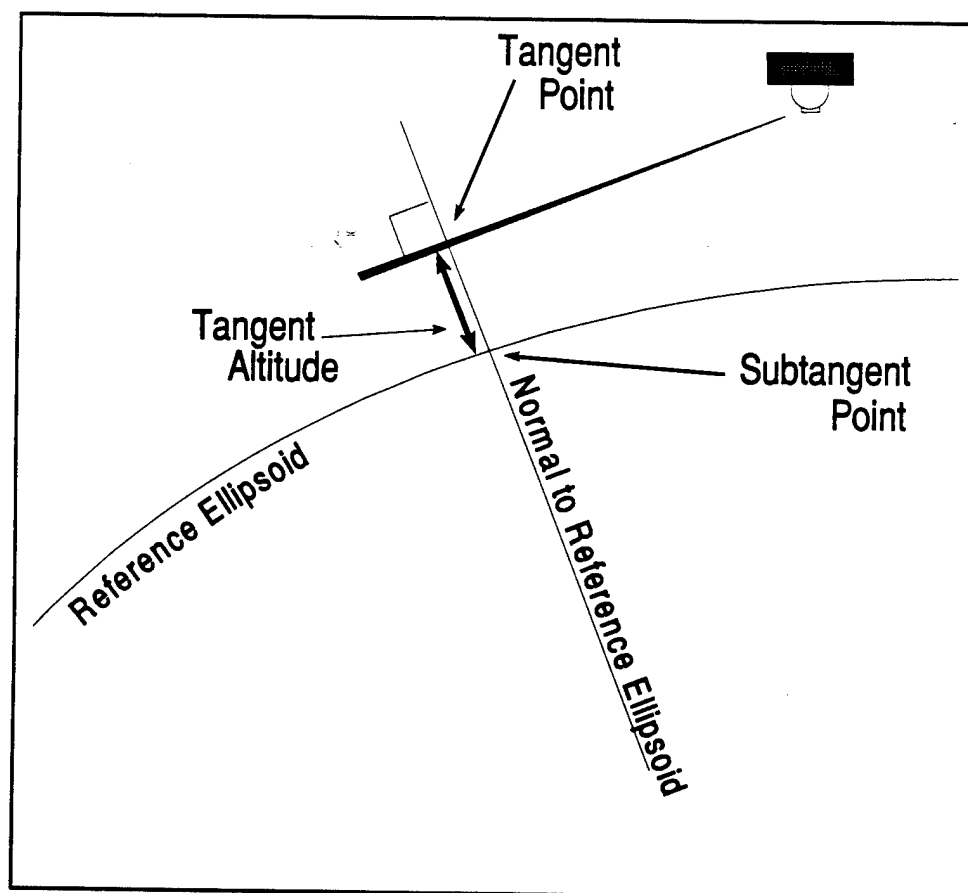 Tangent
Point
Tangent
Altitude
Subtangent
Point
Reference Ellipsoid
Normal to Reference Ellipsoid